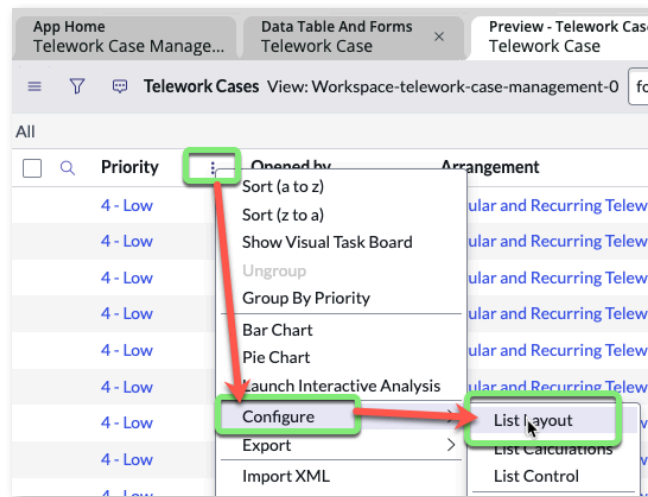 App Home
Telework Case Manage...
Data Table And Forms
Telework Case
×
Preview - Telework Cas
Telework Case
Telework Cases View: Workspace-telework-case-management-0 fo
All
Priority Opened by Arrangement
4 - Low ular and Recurring Telew
4 - Low ular and Recurring Telew
4 - Low ular and Recurring Telew
4 - Low ular and Recurring Telew
4 - Low ular and Recurring Telew
4 - Low ular and Recurring Telew
4 - Low
4 - Low
4 - Low
Sort (a to z)
Sort (z to a)
Show Visual Task Board
Ungroup
Group By Priority
Bar Chart
Pie Chart
Launch Interactive Analysis
Configure >
Export >
Import XML
List Layout
List Calculations
List Control